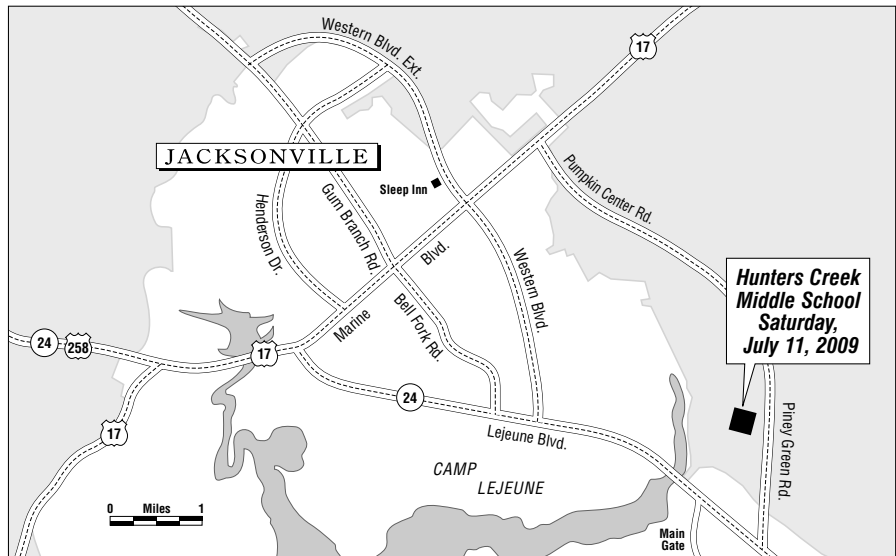 Western Blvd. Ext.
17
JACKSONVILLE
Sleep Inn
Pumpkin Center Rd.
Henderson Dr.
Gum Branch Rd.
Blvd.
Western Blvd.
Hunters Creek
Middle School
Saturday,
July 11, 2009
Marine
Bell Fork Rd.
24
258
17
24
17
Lejeune Blvd.
Piney Green Rd.
CAMP
LEJEUNE
0 Miles 1
Main
Gate